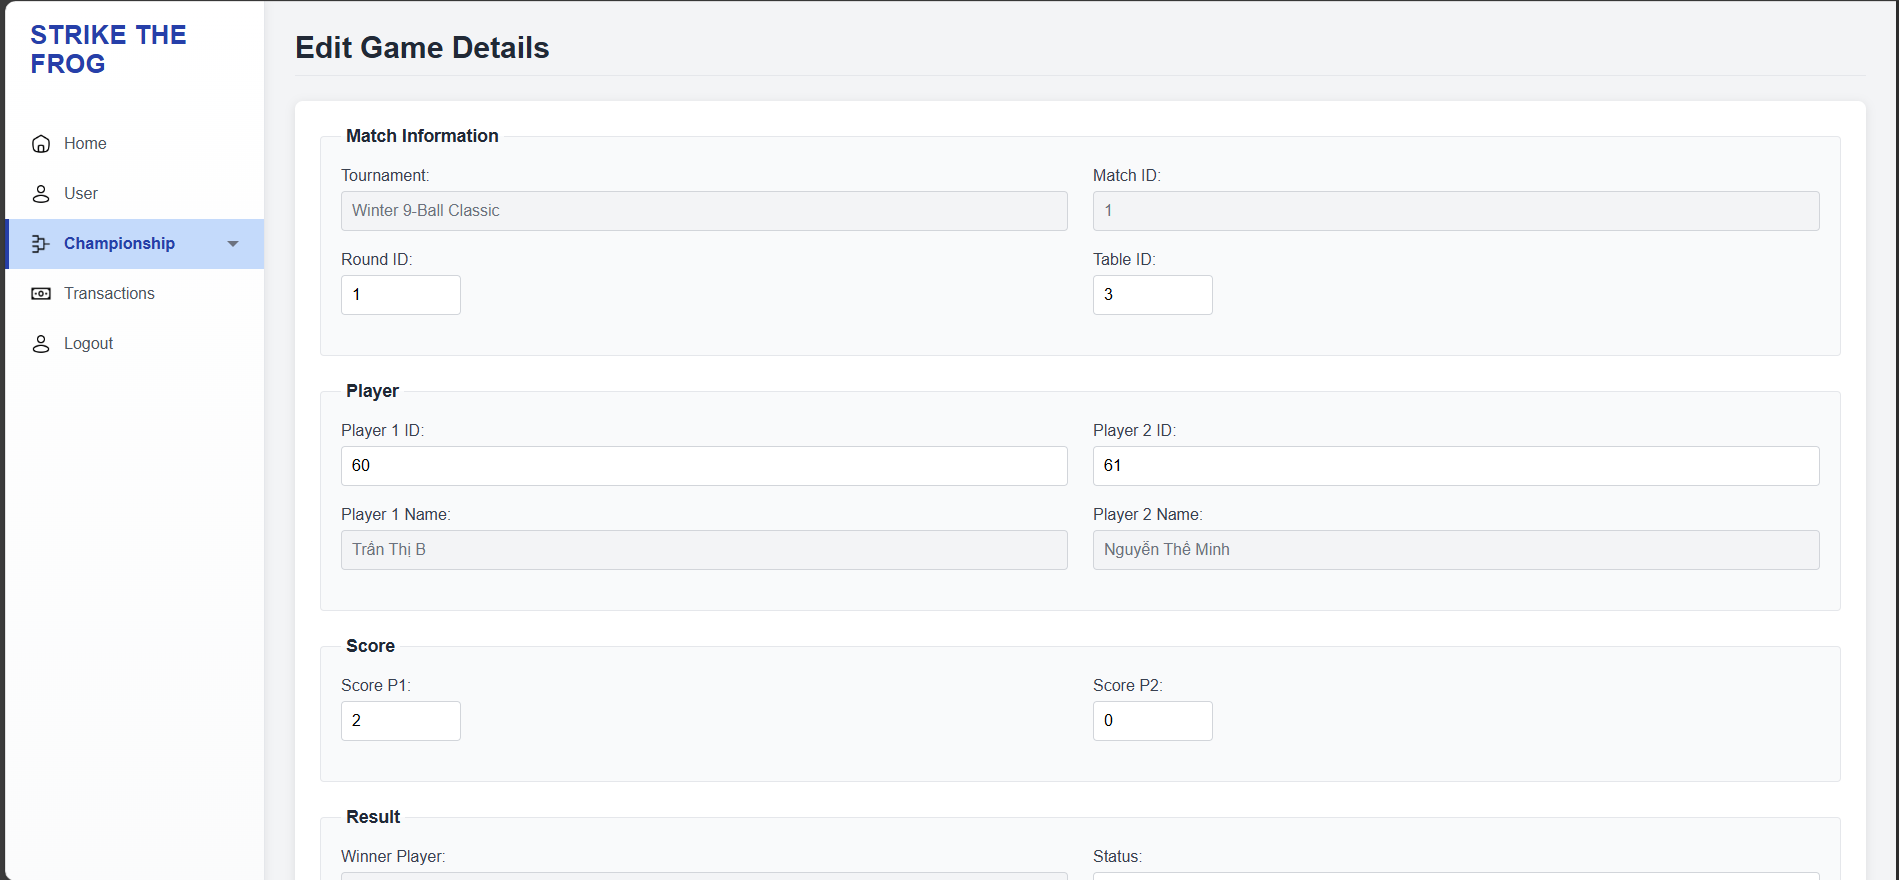 STRIKE THE
FROG
Home
User
Championship
Transactions
Logout
Edit Game Details
Match Information
Tournament:
Match ID:
Winter 9-Ball Classic
1
Round ID:
Table ID:
1
3
Player
Player 1 ID:
Player 2 ID:
60
61
Player 1 Name:
Player 2 Name:
Trần Thị B
Nguyễn Thế Minh
Score
Score P1:
Score P2:
2
0
Result
Winner Player:
Status: